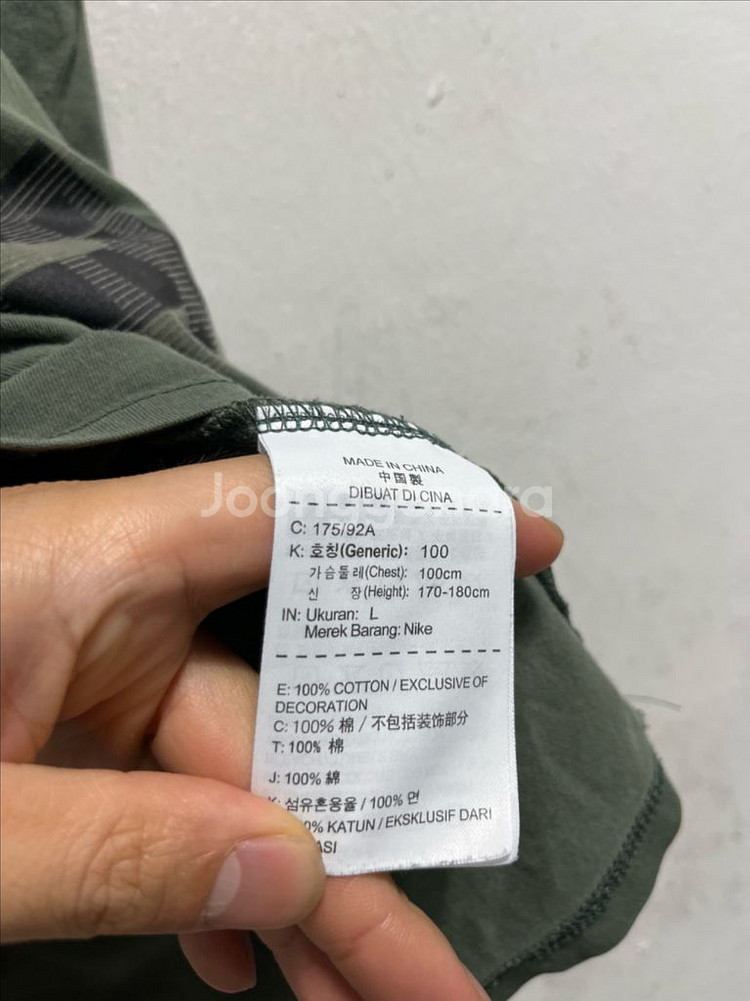 MADE IN CHINA
中国製
DIBUAT DI CINA
Joonggonara
C: 175/92A
K: 호칭(Generic): 100
가슴둘레(Chest): 100cm
신 장(Height): 170-180cm
IN: Ukuran: L
Merek Barang: Nike
E: 100% COTTON / EXCLUSIVE OF
DECORATION
C: 100% 棉 / 不包括装饰部分
T: 100% 棉
J: 100% 綿
K: 섬유혼용율 / 100% 면
0% KATUN / EKSKLUSIF DARI
ASI